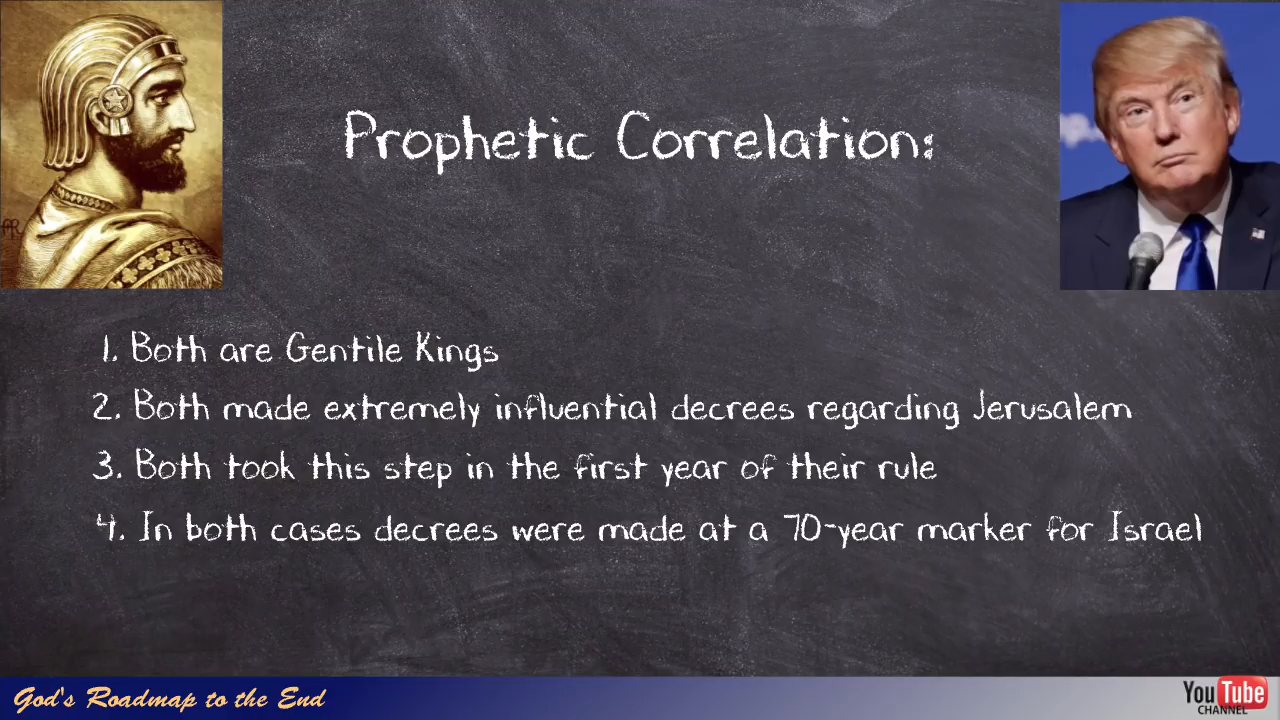 Prophetic Correlation:
1. Both are Gentile Kings
2. Both made extremely influential decrees regarding Jerusalem
3. Both took this step in the first year of their rule
4. In both cases decrees were made at a 70-year marker for Israel
God's Roadmap to the End
YouTube
CHANNEL